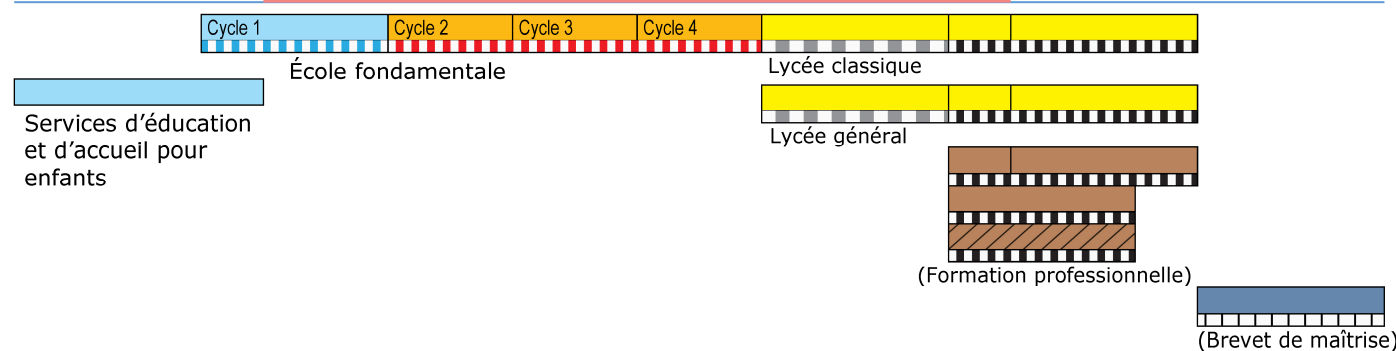 Cycle 1 Cycle 2 Cycle 3 Cycle 4
École fondamentale
Lycée classique
Services d'éducation
et d'accueil pour
enfants
Lycée général
(Formation professionnelle)
(Brevet de maîtrise)